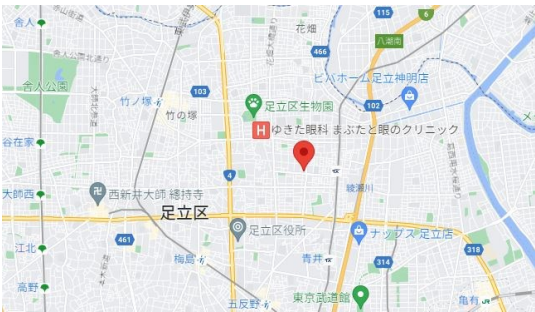 舎人
花畑
115
6
八潮南
466
舎人公園
ビバホーム足立神明店
竹ノ塚
103
竹の塚
足立区生物園
102
H ゆきた眼科 まぶたと眼のクリニック
谷在家
4
綾瀬川
大師西
西新井大師 總持寺
足立区
足立区役所
ナップス 足立店
江北
461
梅島
青井
314
318
高野
五反野
東京武道館
亀有 JR